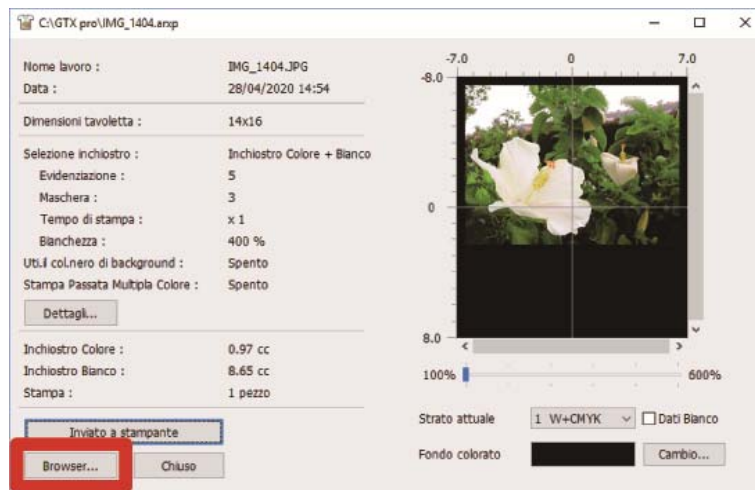 C:\GTX pro\IMG_1404.arxp
Nome lavoro : IMG_1404.JPG
Data : 28/04/2020 14:54
Dimensioni tavoletta : 14x16
Selezione inchiostro : Inchiostro Colore + Bianco
Evidenziazione : 5
Maschera : 3
Tempo di stampa : x 1
Bianchezza : 400 %
Uti.il col.nero di background : Spento
Stampa Passata Multipla Colore : Spento
Dettagli...
Inchiostro Colore : 0.97 cc
Inchiostro Bianco : 8.65 cc
Stampa : 1 pezzo
Inviato a stampante
Browser... Chiuso
-7.0 0 7.0
-8.0
0
8.0
100% 600%
Strato attuale 1 W+CMYK Dati Bianco
Fondo colorato Cambio...